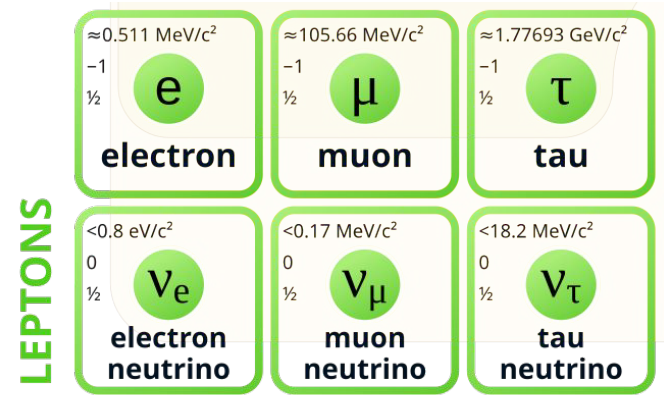 ≈0.511 MeV/c²
−1
½
e
electron
≈105.66 MeV/c²
−1
½
μ
muon
≈1.77693 GeV/c²
−1
½
τ
tau
LEPTONS
<0.8 eV/c²
0
½
νe
electron
neutrino
<0.17 MeV/c²
0
½
νμ
muon
neutrino
<18.2 MeV/c²
0
½
ντ
tau
neutrino